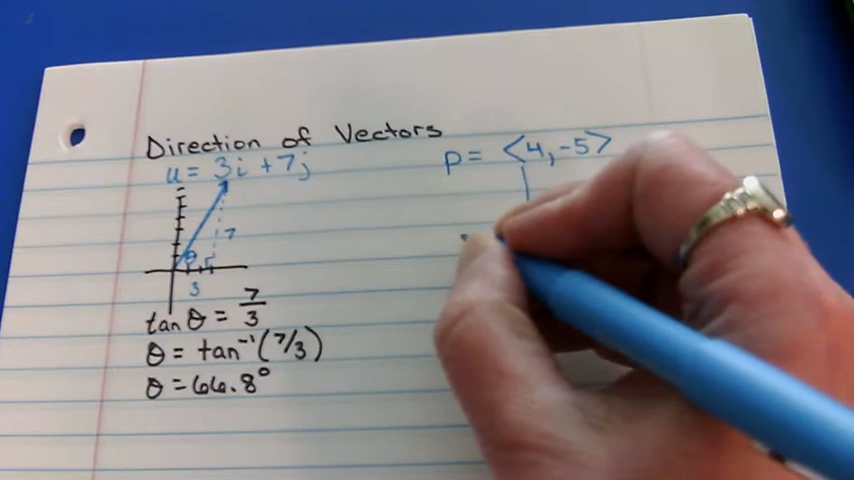 Direction of Vectors
u = 3i + 7j
p = <4, -5>
7
θ
3
tan θ = 7/3
θ = tan⁻¹(7/3)
θ = 66.8°